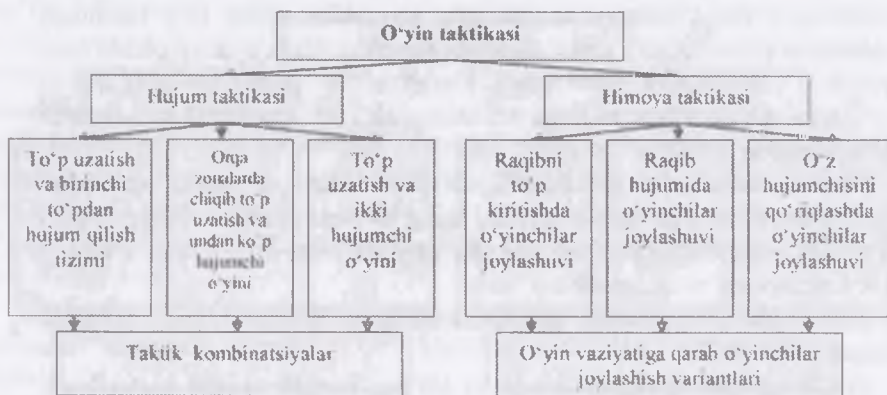 O‘yin taktikasi
Hujum taktikasi
Himoya taktikasi
To‘p uzatish
va birinchi
to‘pdan
hujum qilish
tizimi
Orqa
zonalarda
chiqib to‘p
uzatish va
undan ko‘p
hujumchi
o‘yini
To‘p
uzatish va
ikki
hujumchi
o‘yini
Raqibni
to‘p
kiritishda
o‘yinchilar
joylashuvi
Raqib
hujumida
o‘yinchilar
joylashuvi
O‘z
hujumchisini
qo‘riqlashda
o‘yinchilar
joylashuvi
Taktik kombinatsiyalar
O‘yin vaziyatiga qarab o‘yinchilar
joylashish variantlari